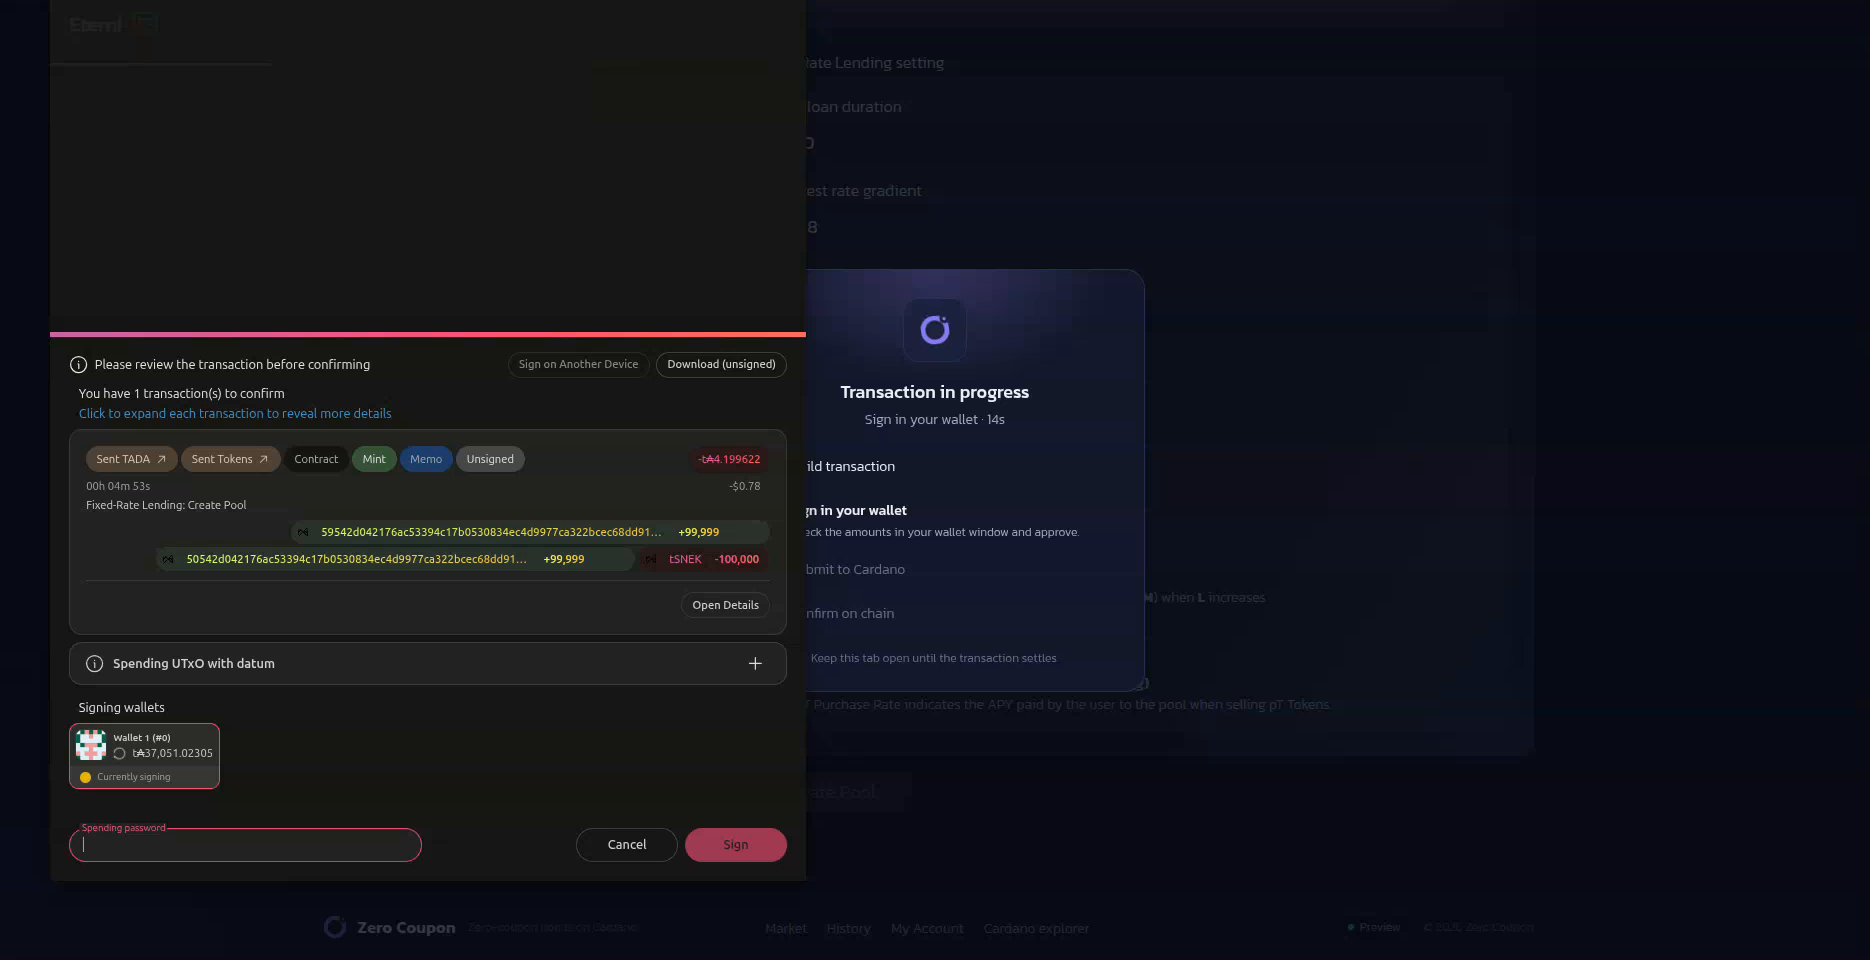 Eternl
Please review the transaction before confirming
Sign on Another Device
Download (unsigned)
You have 1 transaction(s) to confirm
Click to expand each transaction to reveal more details
Sent TADA
Sent Tokens
Contract
Mint
Memo
Unsigned
-t₳4.199622
00h 04m 53s
-$0.78
Fixed-Rate Lending: Create Pool
59542d042176ac53394c17b0530834ec4d9977ca322bcec68dd91... +99,999
50542d042176ac53394c17b0530834ec4d9977ca322bcec68dd91... +99,999
tSNEK -100,000
Open Details
Spending UTxO with datum
Signing wallets
Wallet 1 (#0)
t₳37,051.02305
Currently signing
Spending password
Cancel
Sign
ate Lending setting
loan duration
0
est rate gradient
8
Transaction in progress
Sign in your wallet · 14s
ild transaction
gn in your wallet
eck the amounts in your wallet window and approve.
bmit to Cardano
nfirm on chain
Keep this tab open until the transaction settles
) when L increases
Purchase Rate indicates the APY paid by the user to the pool when selling pT Tokens
ate Pool
Zero Coupon
Market
History
My Account
Cardano explorer
Preview